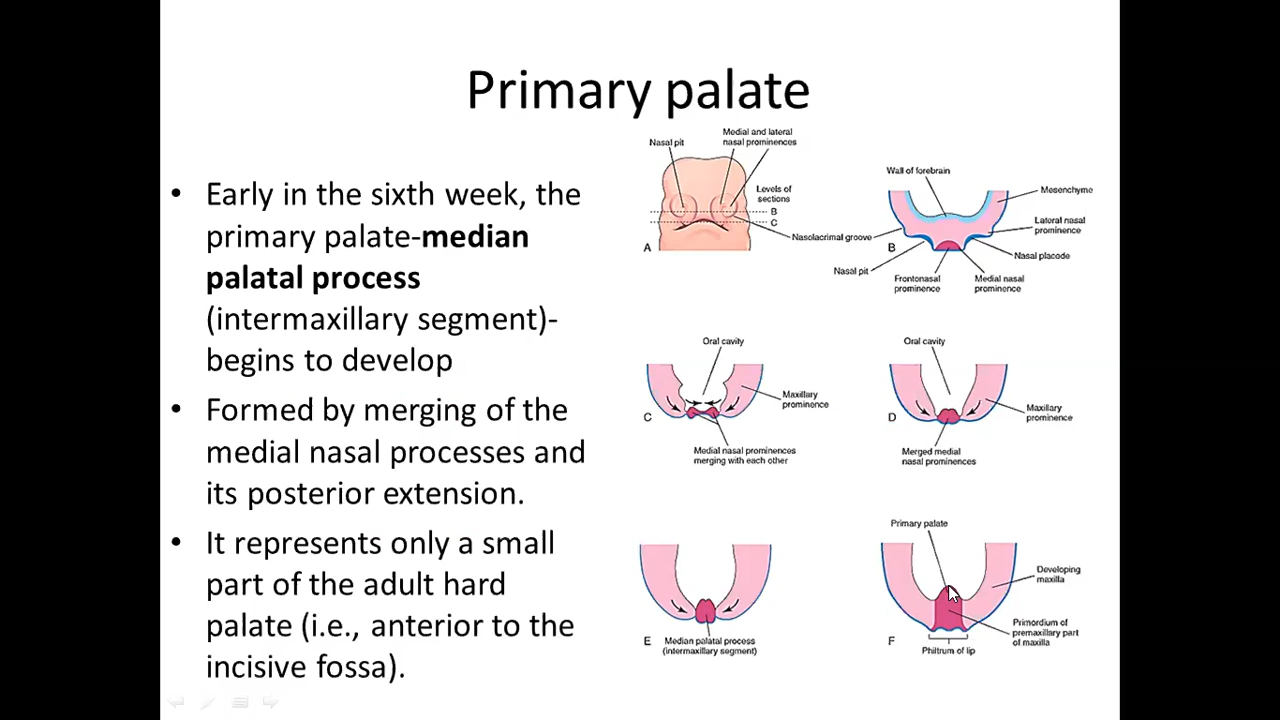 Primary palate
• Early in the sixth week, the
primary palate-median
palatal process
(intermaxillary segment)-
begins to develop
• Formed by merging of the
medial nasal processes and
its posterior extension.
• It represents only a small
part of the adult hard
palate (i.e., anterior to the
incisive fossa).
Nasal pit
Medial and lateral
nasal prominences
Levels of
sections
B
C
Nasolacrimal groove
A
Wall of forebrain
Mesenchyme
Lateral nasal
prominence
Nasal placode
B
Nasal pit
Frontonasal
prominence
Medial nasal
prominence
Oral cavity
Maxillary
prominence
C
Medial nasal prominences
merging with each other
Oral cavity
Maxillary
prominence
D
Merged medial
nasal prominences
E
Median palatal process
(intermaxillary segment)
Primary palate
Developing
maxilla
Primordium of
premaxillary part
of maxilla
F
Philtrum of lip